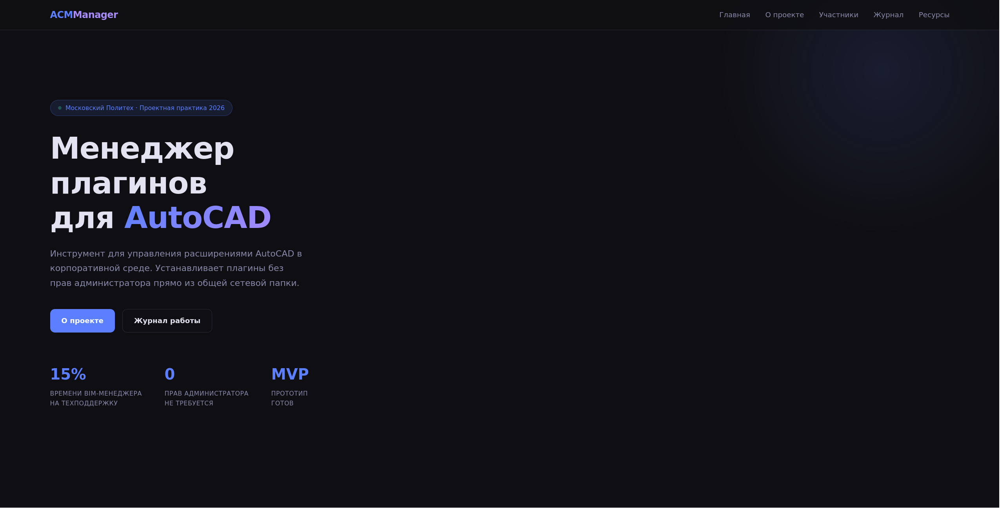 ACMManager
Главная О проекте Участники Журнал Ресурсы
Московский Политех · Проектная практика 2026
Менеджер
плагинов
для AutoCAD
Инструмент для управления расширениями AutoCAD в
корпоративной среде. Устанавливает плагины без
прав администратора прямо из общей сетевой папки.
О проекте
Журнал работы
15%
ВРЕМЕНИ BIM-МЕНЕДЖЕРА
НА ТЕХПОДДЕРЖКУ
0
ПРАВ АДМИНИСТРАТОРА
НЕ ТРЕБУЕТСЯ
MVP
ПРОТОТИП
ГОТОВ